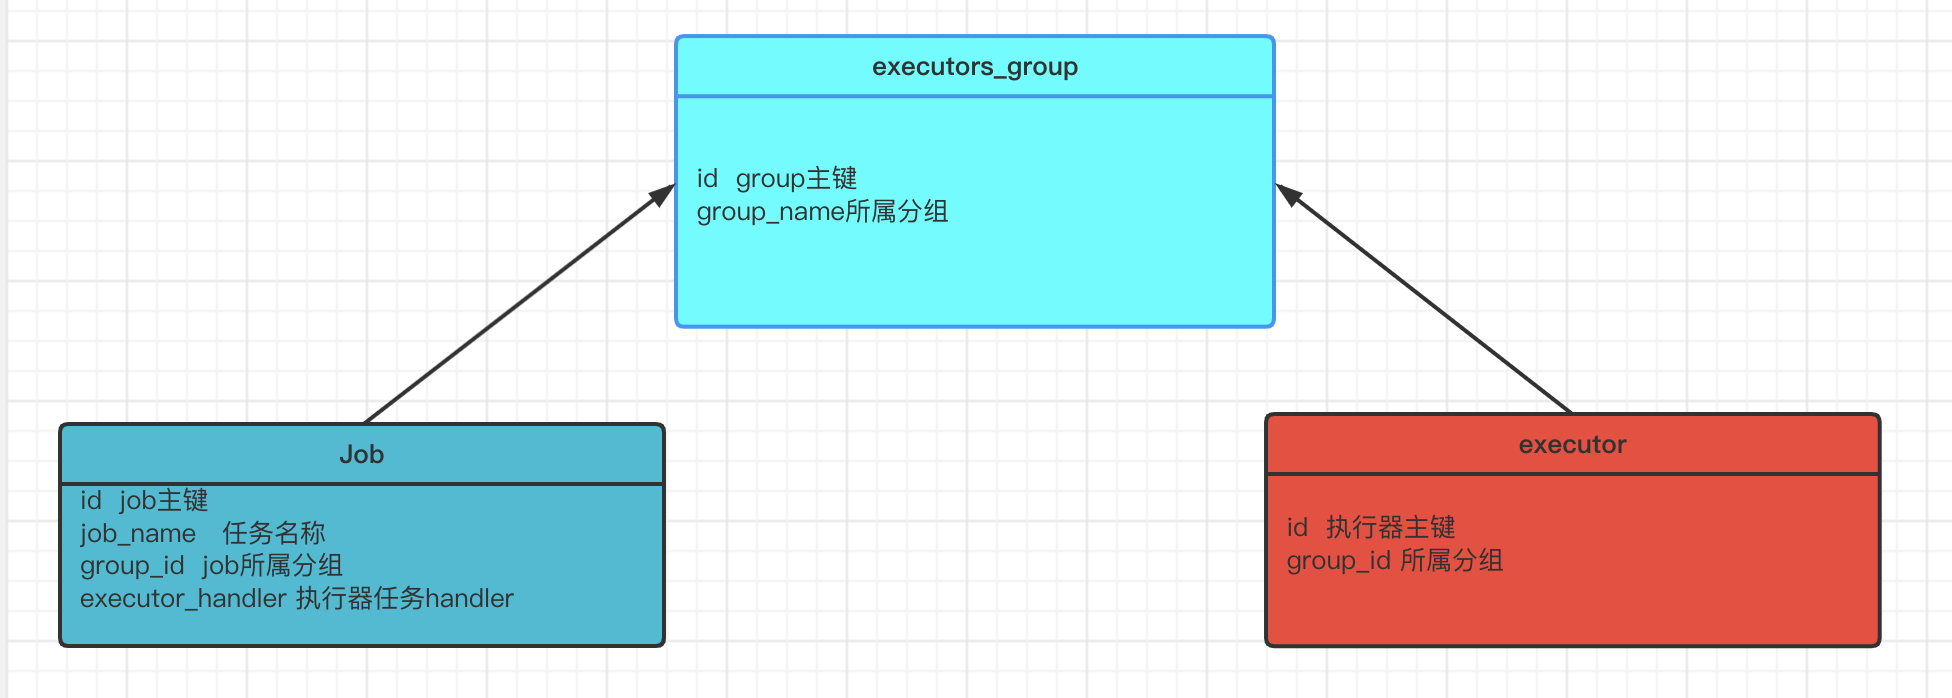 executors_group
id group主键
group_name所属分组
Job
id job主键
job_name 任务名称
group_id job所属分组
executor_handler 执行器任务handler
executor
id 执行器主键
group_id 所属分组